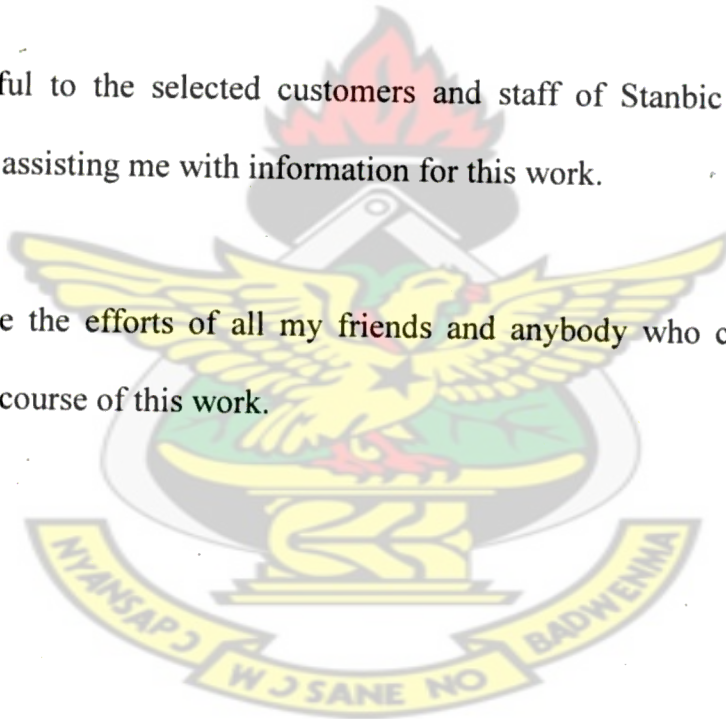 ful to the selected customers and staff of Stanbic
assisting me with information for this work.
e the efforts of all my friends and anybody who c
course of this work.
NYANSAPƆ WƆSANE NO BADWENMA